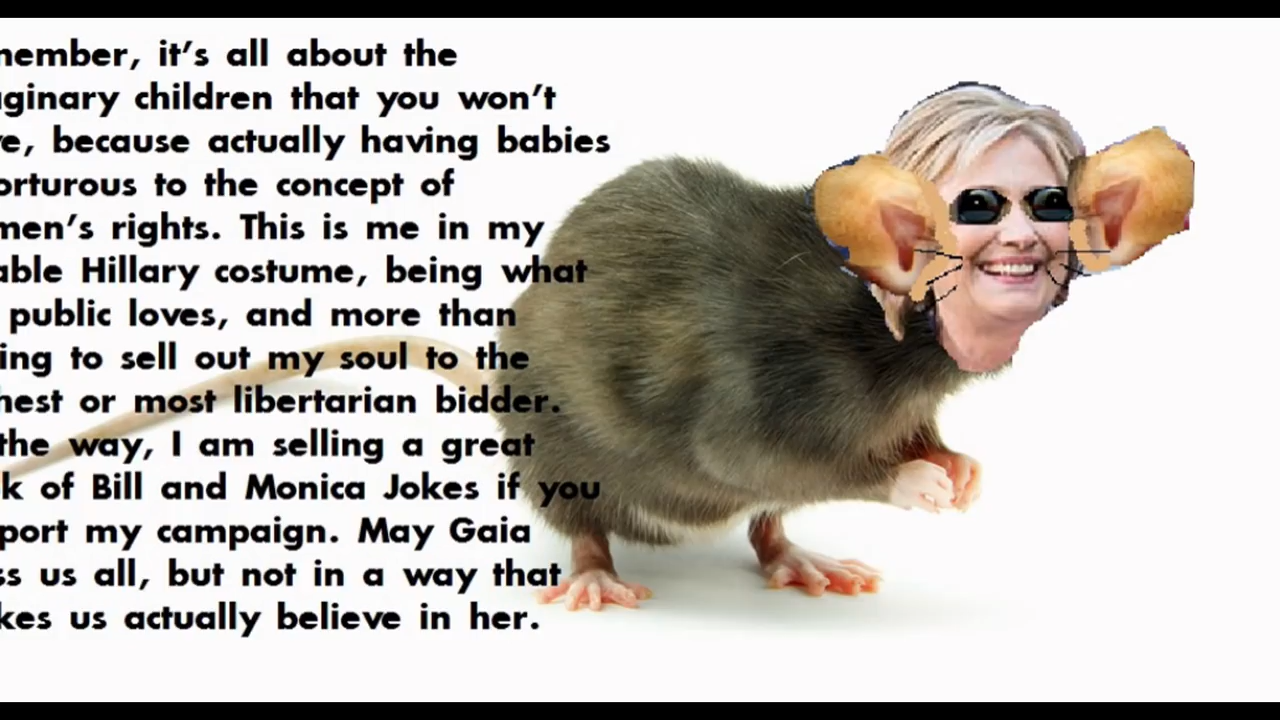 member, it's all about the
ginary children that you won't
e, because actually having babies
orturous to the concept of
men's rights. This is me in my
able Hillary costume, being what
public loves, and more than
ing to sell out my soul to the
hest or most libertarian bidder.
the way, I am selling a great
k of Bill and Monica Jokes if you
port my campaign. May Gaia
ss us all, but not in a way that
kes us actually believe in her.